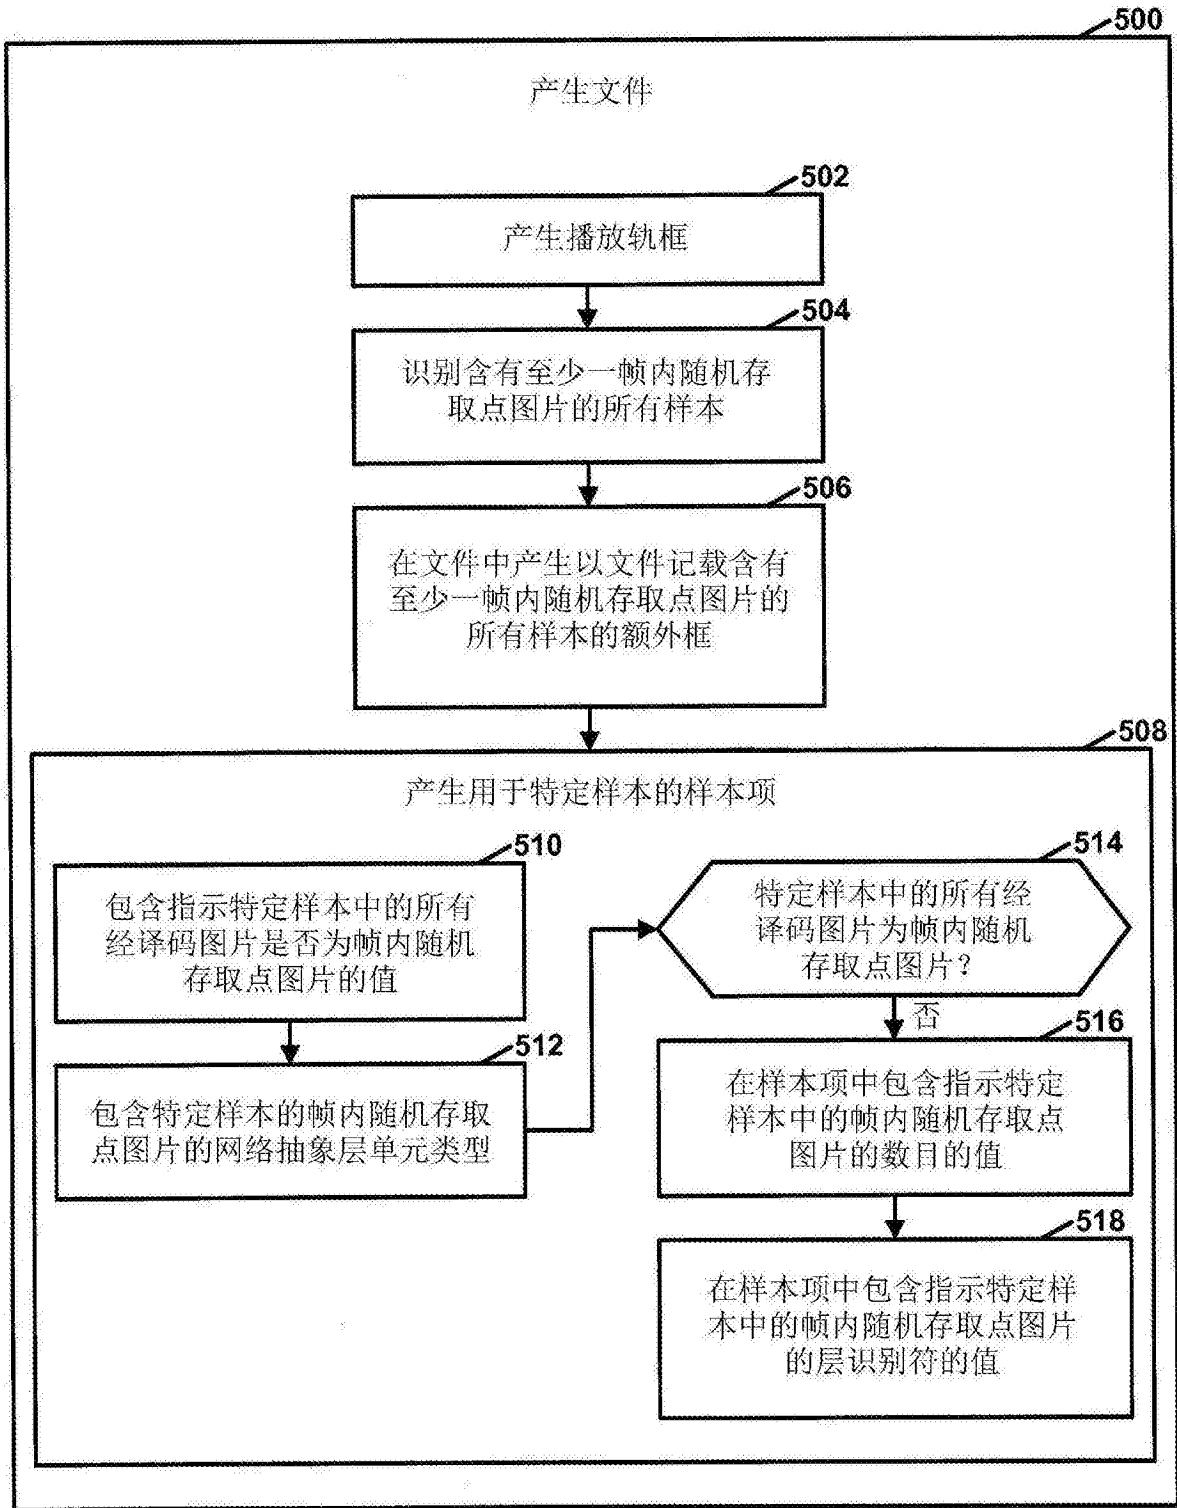 500
产生文件
502
产生播放轨框
504
识别含有至少一帧内随机存
取点图片的所有样本
506
在文件中产生以文件记载含有
至少一帧内随机存取点图片的
所有样本的额外框
508
产生用于特定样本的样本项
510
包含指示特定样本中的所有
经译码图片是否为帧内随机
存取点图片的值
512
包含特定样本的帧内随机存取
点图片的网络抽象层单元类型
514
特定样本中的所有经
译码图片为帧内随机
存取点图片？
否
516
在样本项中包含指示特定
样本中的帧内随机存取点
图片的数目的值
518
在样本项中包含指示特定样
本中的帧内随机存取点图片
的层识别符的值